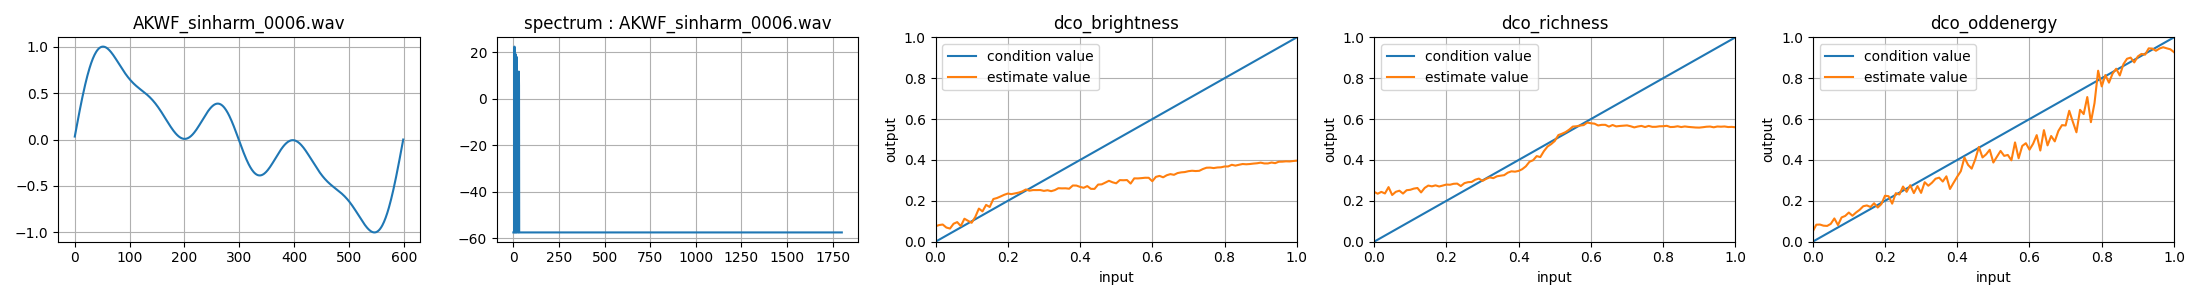 AKWF_sinharm_0006.wav
1.0
0.5
0.0
−0.5
−1.0
0 100 200 300 400 500 600
spectrum : AKWF_sinharm_0006.wav
20
0
−20
−40
−60
0 250 500 750 1000 1250 1500 1750
dco_brightness
condition value
estimate value
output
1.0
0.8
0.6
0.4
0.2
0.0
0.0 0.2 0.4 0.6 0.8 1.0
input
dco_richness
condition value
estimate value
output
1.0
0.8
0.6
0.4
0.2
0.0
0.0 0.2 0.4 0.6 0.8 1.0
input
dco_oddenergy
condition value
estimate value
output
1.0
0.8
0.6
0.4
0.2
0.0
0.0 0.2 0.4 0.6 0.8 1.0
input